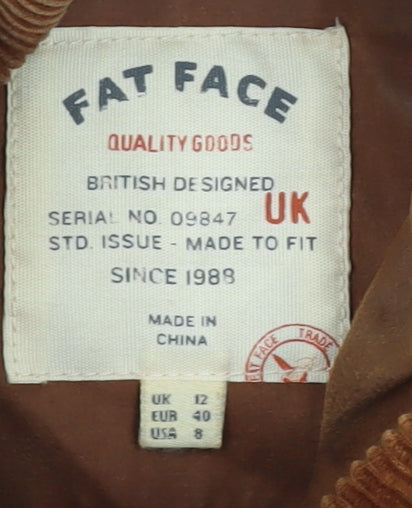 FAT FACE
QUALITY GOODS
BRITISH DESIGNED
UK
SERIAL NO. 09847
STD. ISSUE - MADE TO FIT
SINCE 1988
MADE IN
CHINA
FAT FACE TRADE
UK 12
EUR 40
USA 8